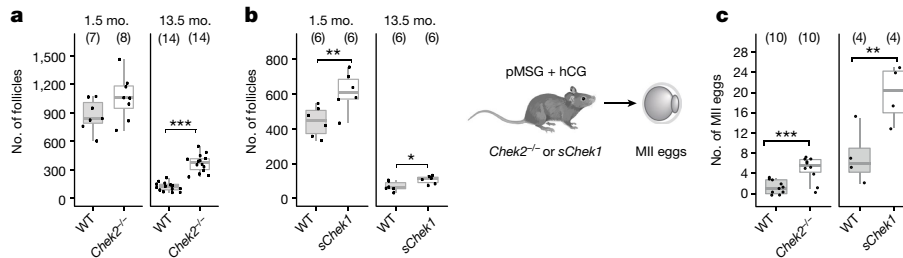 a
1.5 mo.
13.5 mo.
(7)
(8)
(14)
(14)
No. of follicles
1,500
1,200
900
600
300
0
***
WT
Chek2–/–
WT
Chek2–/–
b
1.5 mo.
13.5 mo.
(6)
(6)
(6)
(6)
No. of follicles
800
600
400
200
0
**
*
WT
sChek1
WT
sChek1
pMSG + hCG
Chek2–/– or sChek1
MII eggs
c
(10)
(10)
(4)
(4)
No. of MII eggs
28
24
20
16
12
8
4
0
***
**
WT
Chek2–/–
WT
sChek1